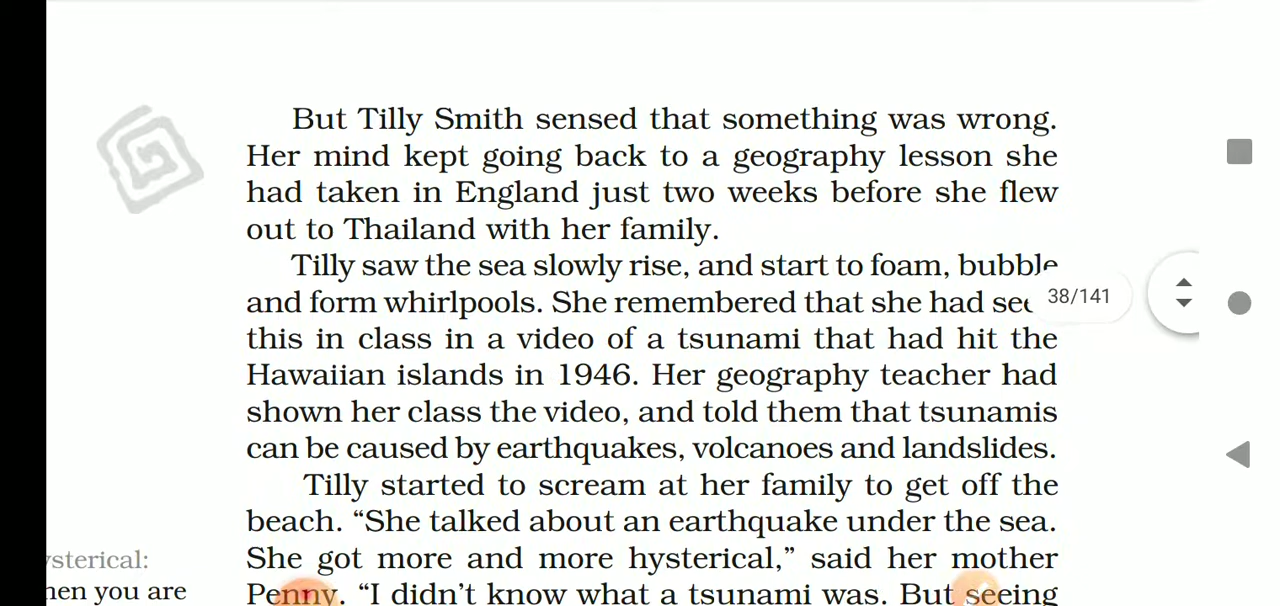 But Tilly Smith sensed that something was wrong.
Her mind kept going back to a geography lesson she
had taken in England just two weeks before she flew
out to Thailand with her family.
Tilly saw the sea slowly rise, and start to foam, bubble
and form whirlpools. She remembered that she had
38/141
this in class in a video of a tsunami that had hit the
Hawaiian islands in 1946. Her geography teacher had
shown her class the video, and told them that tsunamis
can be caused by earthquakes, volcanoes and landslides.
Tilly started to scream at her family to get off the
beach. “She talked about an earthquake under the sea.
She got more and more hysterical,” said her mother
Penny. “I didn’t know what a tsunami was. But seeing
ysterical:
you are